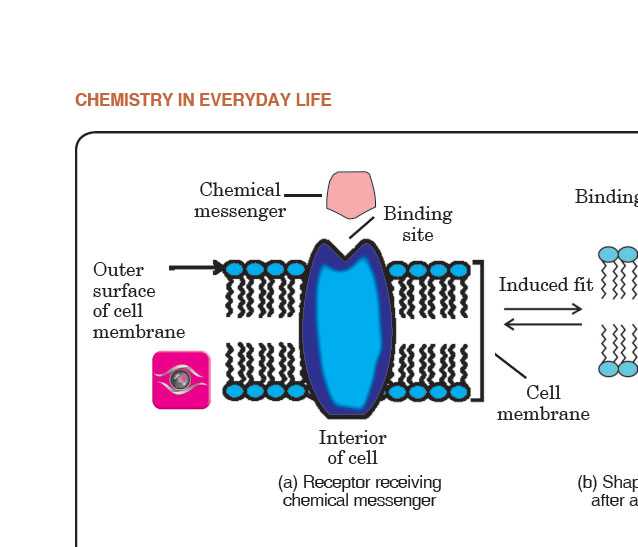 CHEMISTRY IN EVERYDAY LIFE
Chemical
messenger
Binding
site
Outer
surface
of cell
membrane
Interior
of cell
(a) Receptor receiving
chemical messenger
Induced fit
Cell
membrane
Binding
(b) Shap
after a